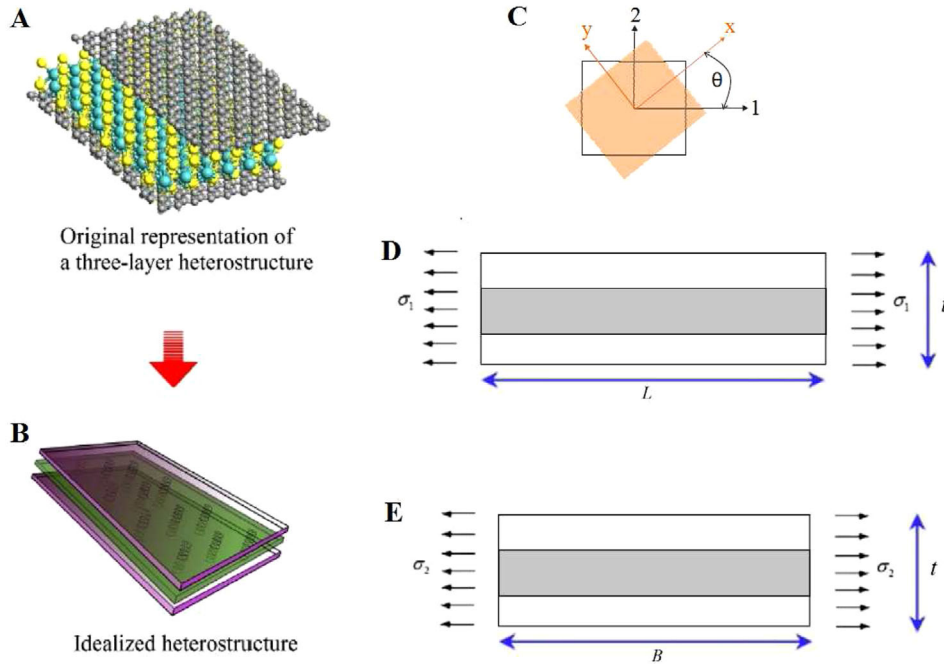 A
Original representation of
a three-layer heterostructure
B
Idealized heterostructure
C
y
2
x
θ
1
D
σ1
σ1
L
E
σ2
σ2
t
B